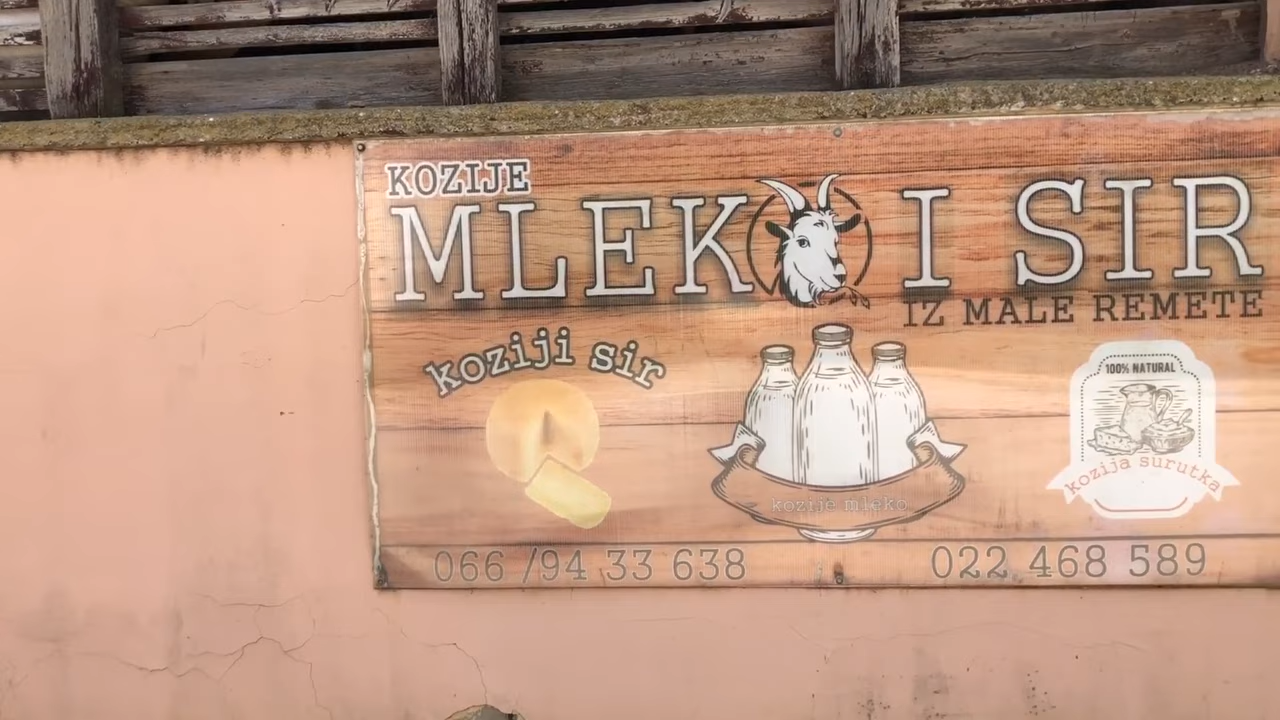 KOZIJE
MLEKO I SIR
IZ MALE REMETE
koziji sir
100% NATURAL
kozija surutka
kozije mleko
066 /94 33 638
022 468 589